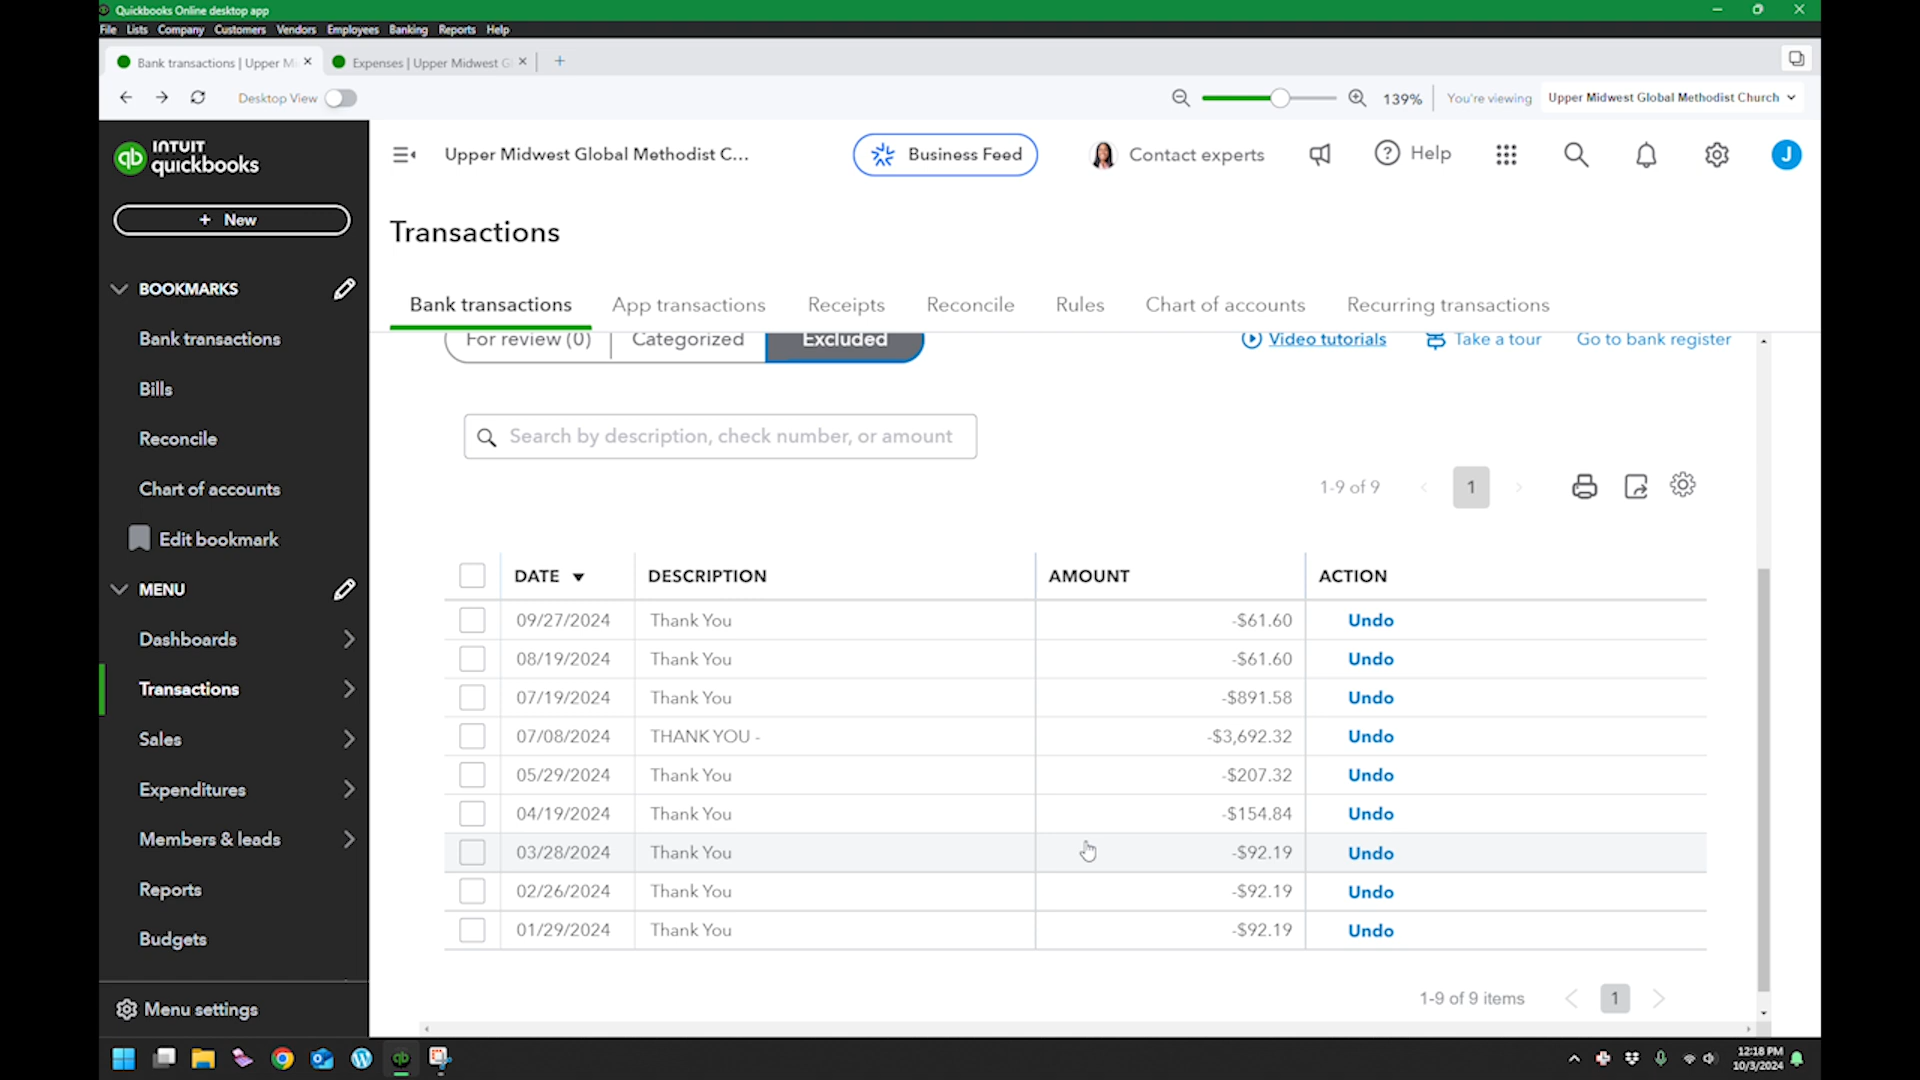 Quickbooks Online desktop app
File Lists Company Customers Vendors Employees Banking Reports Help
Bank transactions | Upper M
Expenses | Upper Midwest G
Desktop View
139%
You're viewing
Upper Midwest Global Methodist Church
INTUIT
quickbooks
Upper Midwest Global Methodist C...
Business Feed
Contact experts
Help
J
+ New
Transactions
BOOKMARKS
Bank transactions
Bills
Reconcile
Chart of accounts
Edit bookmark
MENU
Dashboards
Transactions
Sales
Expenditures
Members & leads
Reports
Budgets
Menu settings
Bank transactions App transactions Receipts Reconcile Rules Chart of accounts Recurring transactions
For review (0) Categorized Excluded
Video tutorials Take a tour Go to bank register
Search by description, check number, or amount
1-9 of 9 1
DATE DESCRIPTION AMOUNT ACTION
09/27/2024 Thank You -$61.60 Undo
08/19/2024 Thank You -$61.60 Undo
07/19/2024 Thank You -$891.58 Undo
07/08/2024 THANK YOU - -$3,692.32 Undo
05/29/2024 Thank You -$207.32 Undo
04/19/2024 Thank You -$154.84 Undo
03/28/2024 Thank You -$92.19 Undo
02/26/2024 Thank You -$92.19 Undo
01/29/2024 Thank You -$92.19 Undo
1-9 of 9 items 1
12:18 PM
10/3/2024